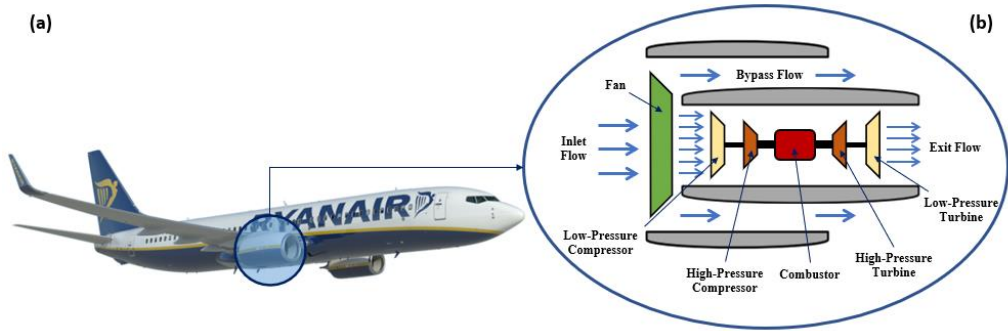 (a)
(b)
Fan
Bypass Flow
Inlet
Flow
Exit Flow
Low-Pressure
Compressor
High-Pressure
Compressor
Combustor
High-Pressure
Turbine
Low-Pressure
Turbine